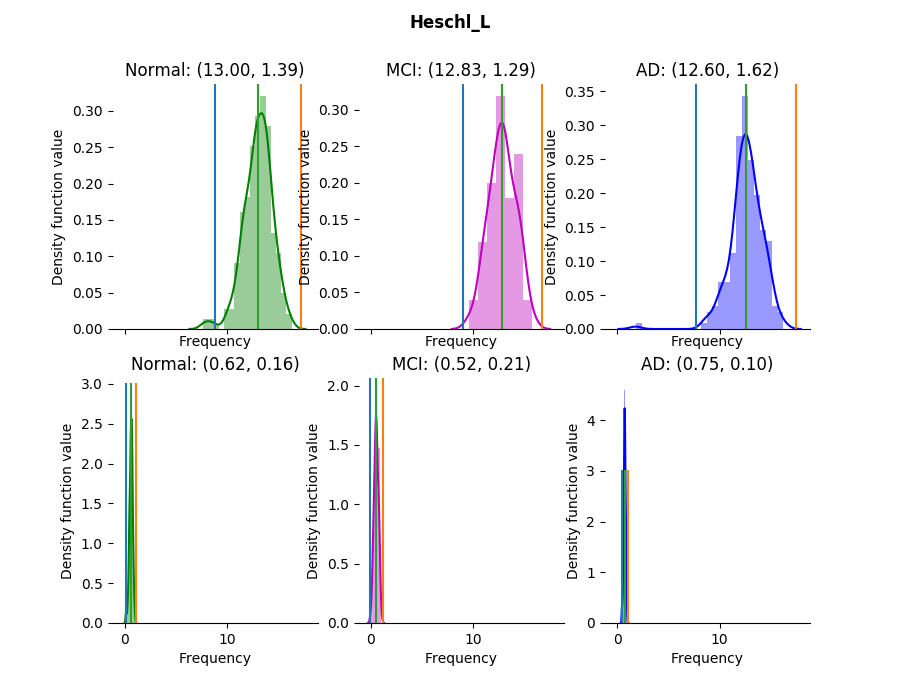 Heschl_L
Normal: (13.00, 1.39)
MCI: (12.83, 1.29)
AD: (12.60, 1.62)
Density function value
0.30
0.25
0.20
0.15
0.10
0.05
0.00
Frequency
Density function value
0.30
0.25
0.20
0.15
0.10
0.05
0.00
Frequency
Density function value
0.35
0.30
0.25
0.20
0.15
0.10
0.05
0.00
Frequency
Normal: (0.62, 0.16)
MCI: (0.52, 0.21)
AD: (0.75, 0.10)
Density function value
3.0
2.5
2.0
1.5
1.0
0.5
0.0
0 10
Frequency
Density function value
2.0
1.5
1.0
0.5
0.0
0 10
Frequency
Density function value
4
3
2
1
0
0 10
Frequency